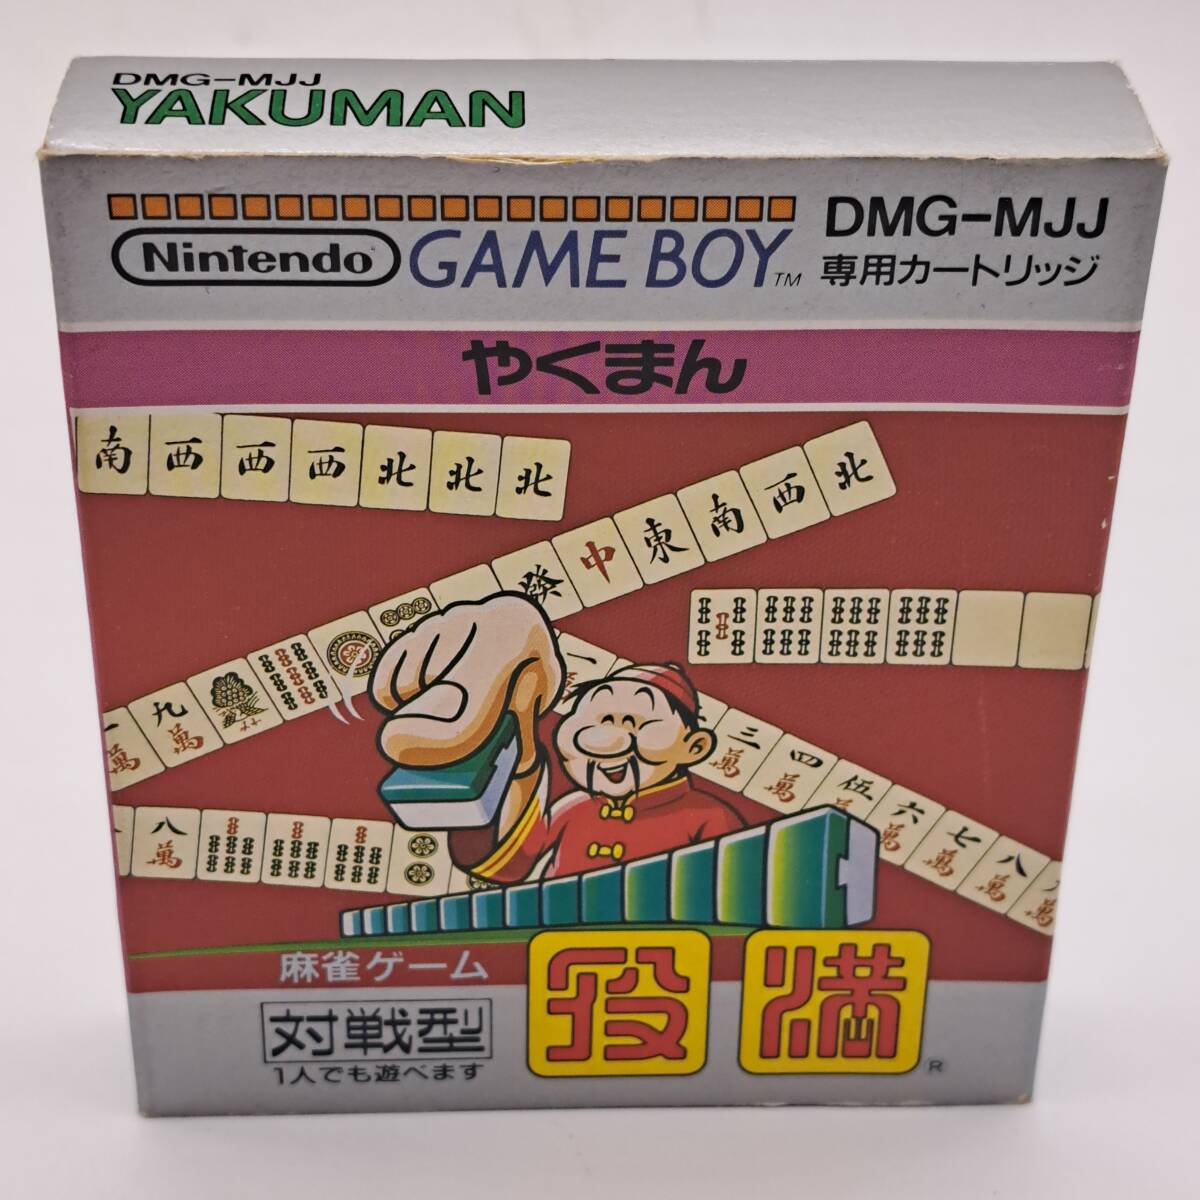 DMG-MJJ
YAKUMAN
Nintendo GAME BOY™
DMG-MJJ
専用カートリッジ
やくまん
南 西 西 西 北 北 北
發 中 東 南 西 北
九萬
三萬 四萬 伍萬 六萬 七萬 八萬
八萬
麻雀ゲーム
対戦型
1人でも遊べます
役満®